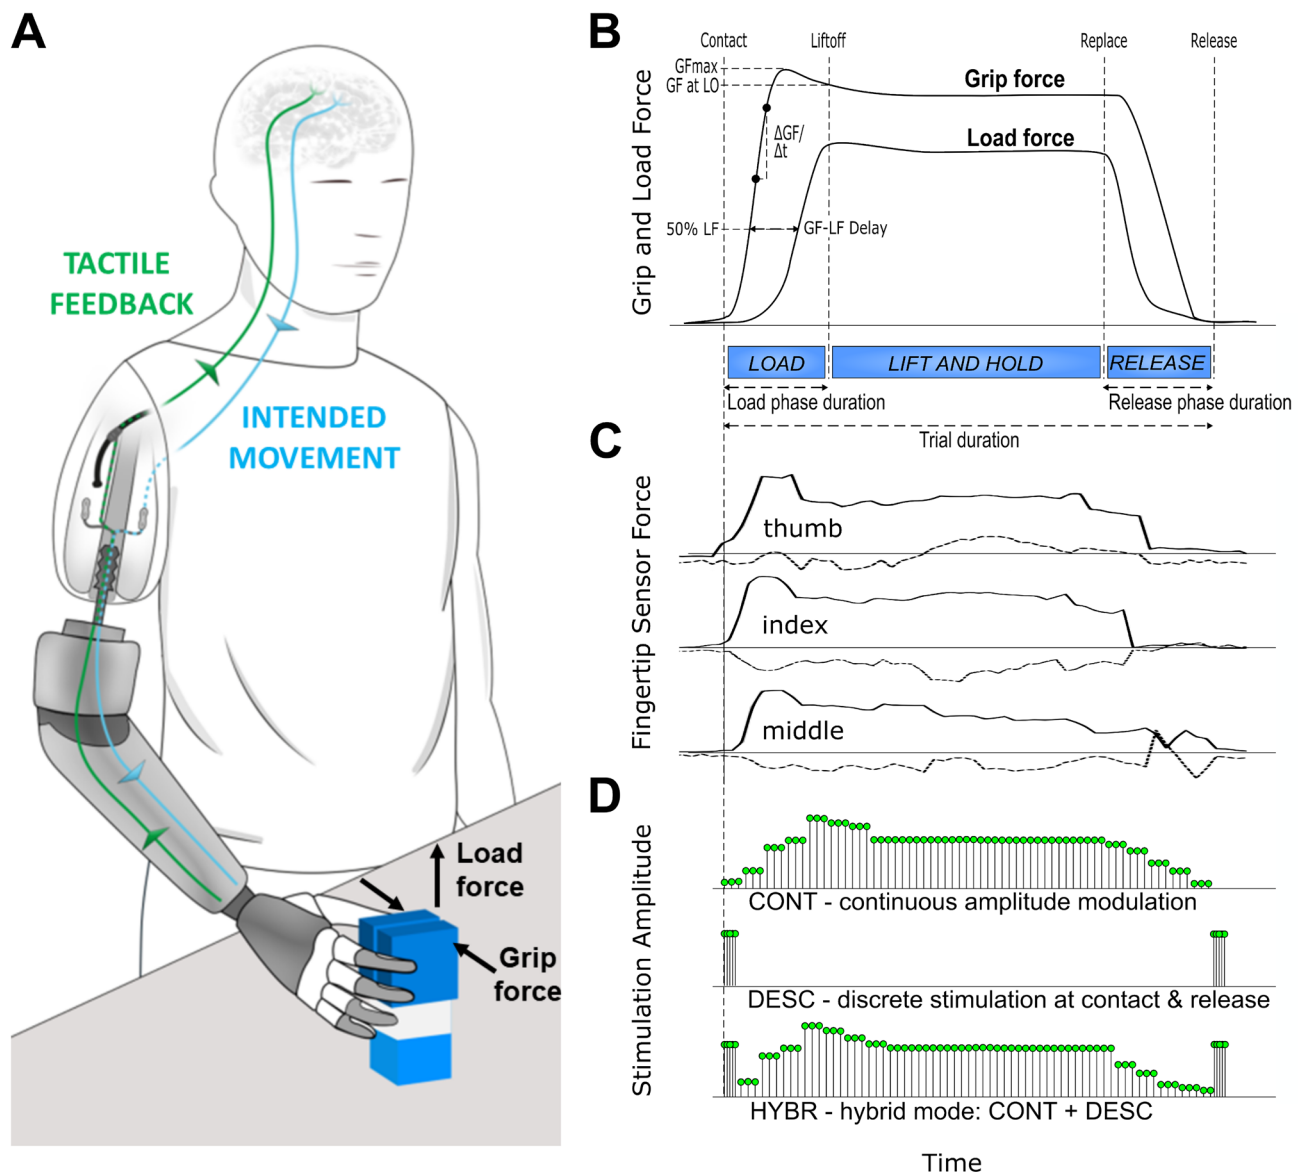 A
TACTILE
FEEDBACK
INTENDED
MOVEMENT
Load
force
Grip
force
B
Contact
Liftoff
Replace
Release
GFmax
GF at LO
Grip force
ΔGF/
Δt
Load force
50% LF
GF-LF Delay
Grip and Load Force
LOAD
LIFT AND HOLD
RELEASE
Load phase duration
Release phase duration
Trial duration
C
thumb
index
middle
Fingertip Sensor Force
D
CONT - continuous amplitude modulation
DESC - discrete stimulation at contact & release
HYBR - hybrid mode: CONT + DESC
Stimulation Amplitude
Time